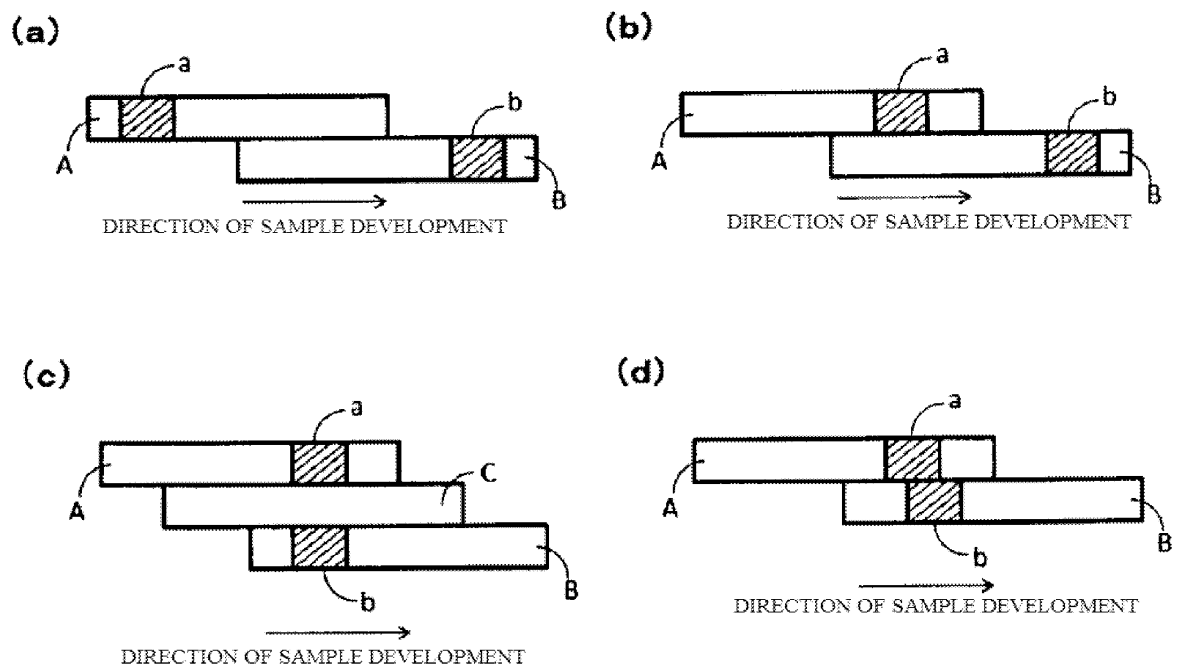 (a)
a
b
A
B
DIRECTION OF SAMPLE DEVELOPMENT
(b)
a
b
A
B
DIRECTION OF SAMPLE DEVELOPMENT
(c)
a
C
A
B
b
DIRECTION OF SAMPLE DEVELOPMENT
(d)
a
A
B
b
DIRECTION OF SAMPLE DEVELOPMENT